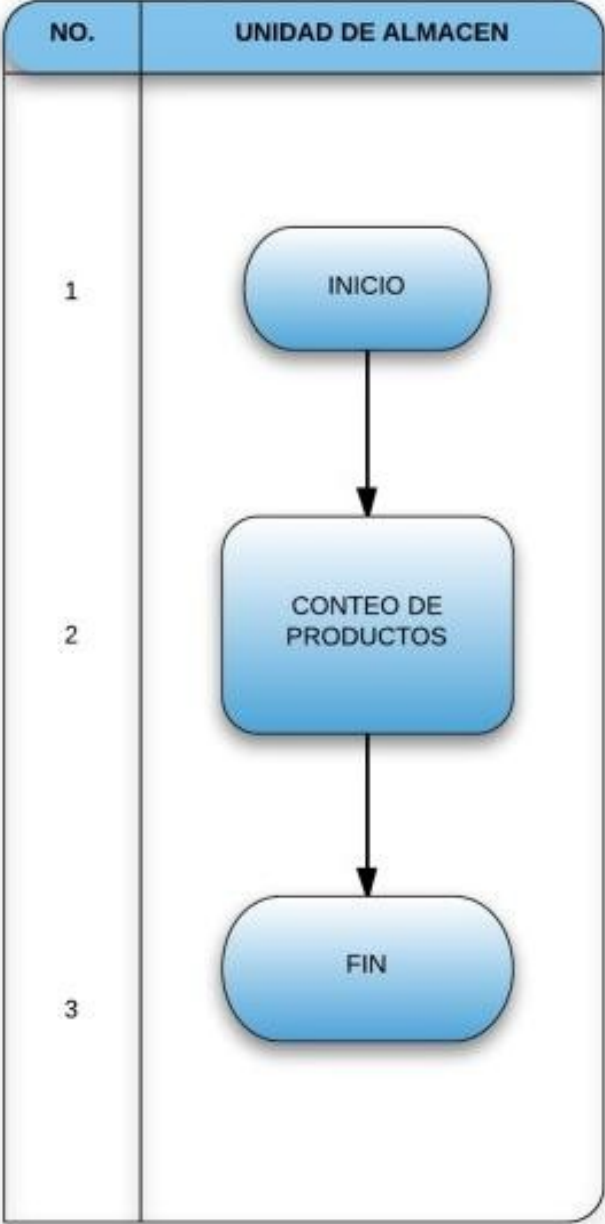 NO. UNIDAD DE ALMACEN
1 INICIO
2 CONTEO DE
PRODUCTOS
FIN
3